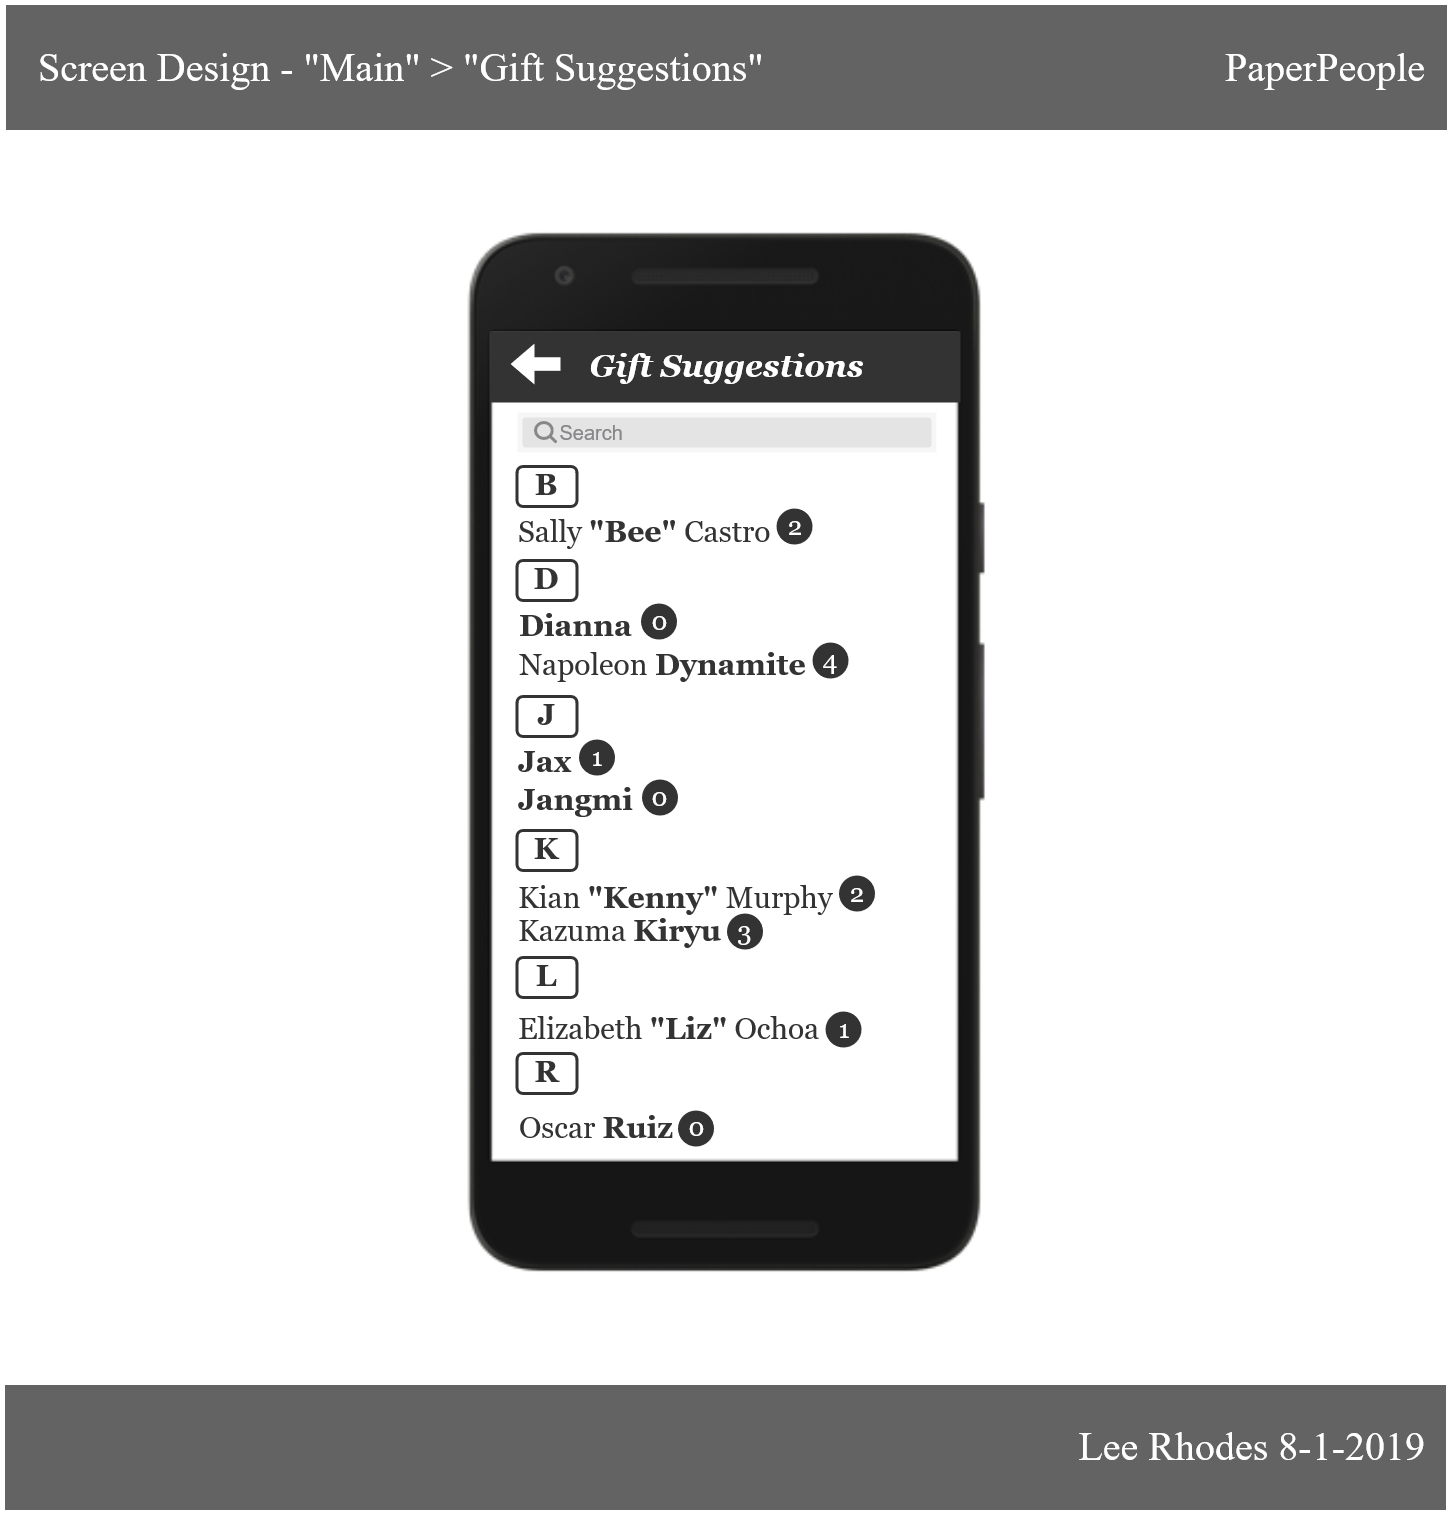 Screen Design - "Main" > "Gift Suggestions"
PaperPeople
Gift Suggestions
Search
B
Sally "Bee" Castro 2
D
Dianna 0
Napoleon Dynamite 4
J
Jax 1
Jangmi 0
K
Kian "Kenny" Murphy 2
Kazuma Kiryu 3
L
Elizabeth "Liz" Ochoa 1
R
Oscar Ruiz 0
Lee Rhodes 8-1-2019